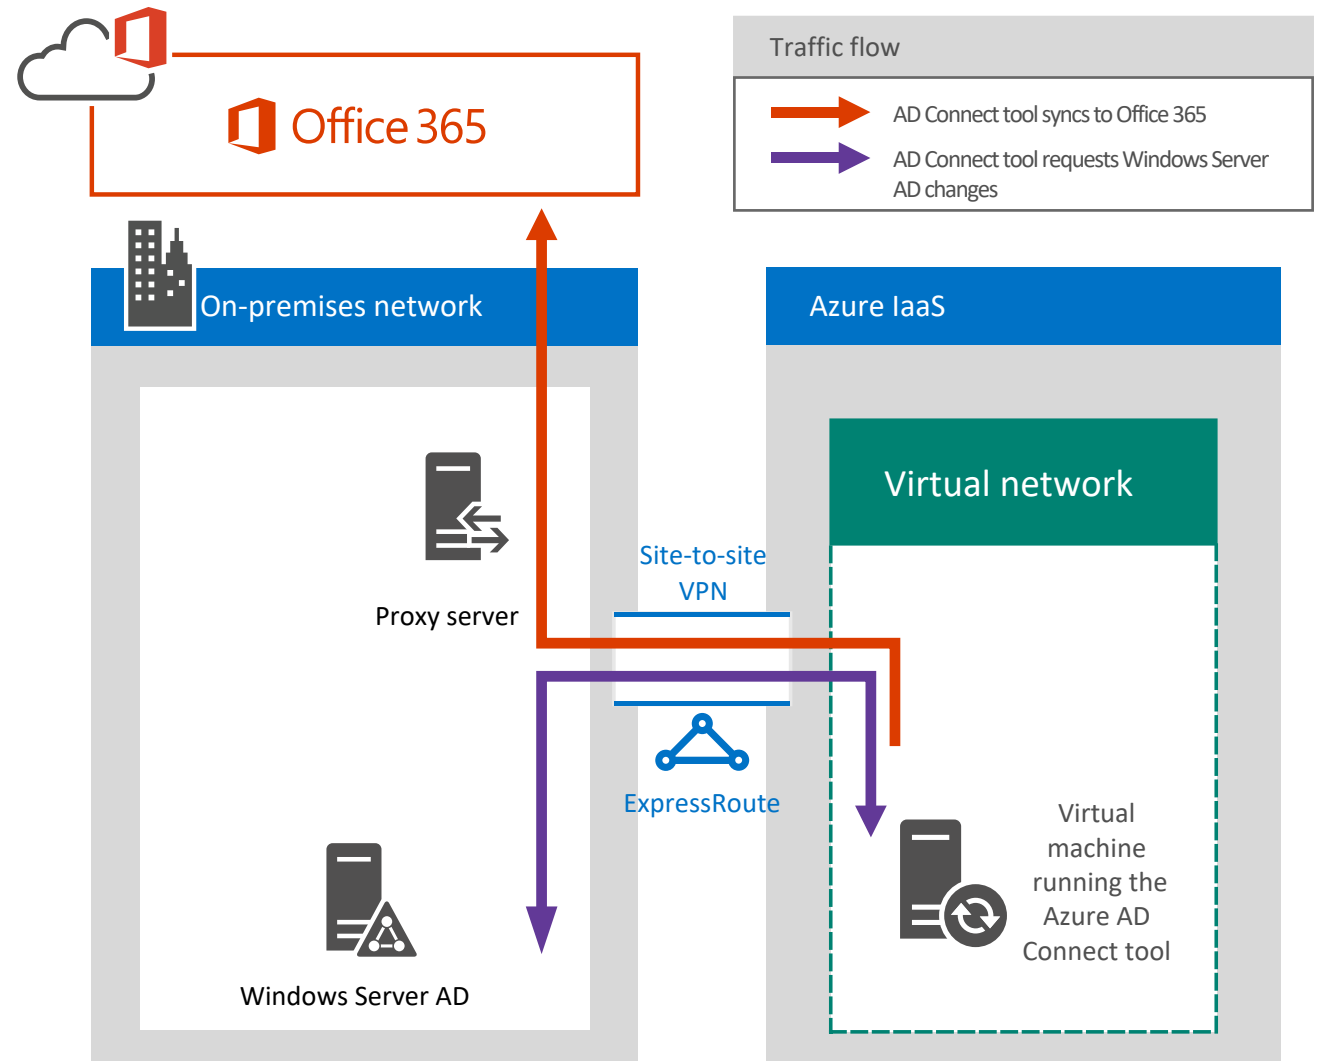 Office 365
Traffic flow
AD Connect tool syncs to Office 365
AD Connect tool requests Windows Server
AD changes
On-premises network
Azure IaaS
Virtual network
Proxy server
Site-to-site
VPN
ExpressRoute
Windows Server AD
Virtual
machine
running the
Azure AD
Connect tool